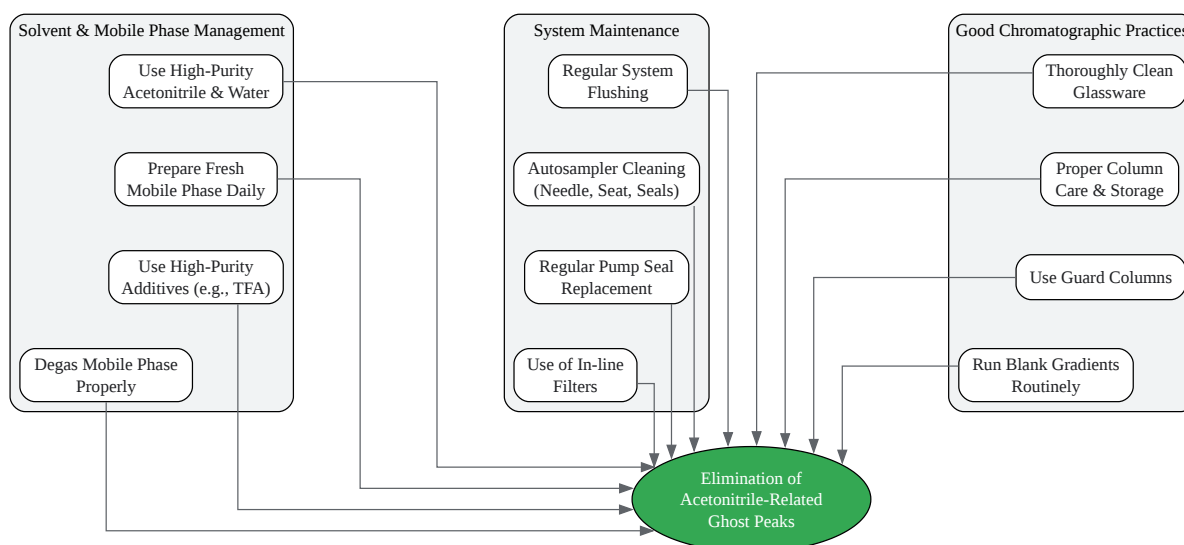 Solvent & Mobile Phase Management
Use High-Purity
Acetonitrile & Water
Prepare Fresh
Mobile Phase Daily
Use High-Purity
Additives (e.g., TFA)
Degas Mobile Phase
Properly
System Maintenance
Regular System
Flushing
Autosampler Cleaning
(Needle, Seat, Seals)
Regular Pump Seal
Replacement
Use of In-line
Filters
Good Chromatographic Practices
Thoroughly Clean
Glassware
Proper Column
Care & Storage
Use Guard Columns
Run Blank Gradients
Routinely
Elimination of
Acetonitrile-Related
Ghost Peaks